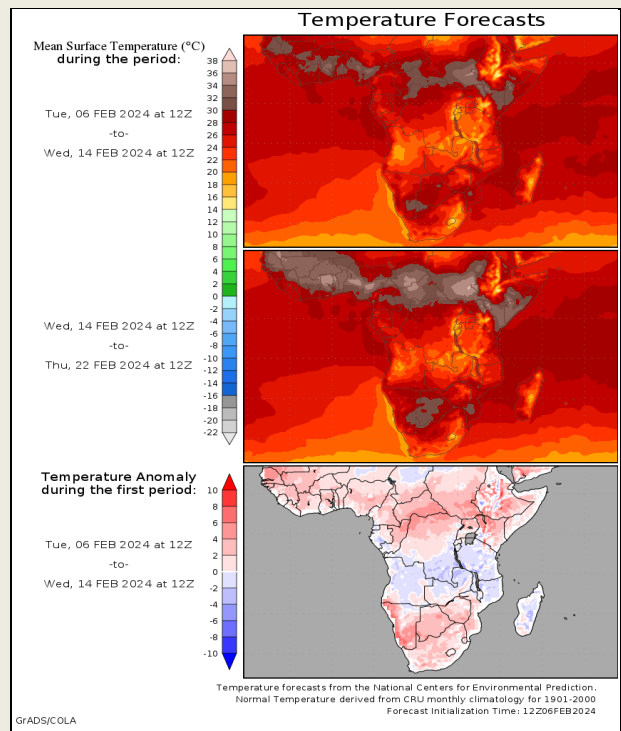 Temperature Forecasts
Mean Surface Temperature (°C)
during the period:
Tue, 06 FEB 2024 at 12Z
-to-
Wed, 14 FEB 2024 at 12Z
38
36
34
32
30
28
26
24
22
20
18
16
14
12
10
8
6
4
2
0
-2
-4
-6
-8
-10
-12
-14
-16
-18
-20
-22
Wed, 14 FEB 2024 at 12Z
-to-
Thu, 22 FEB 2024 at 12Z
Temperature Anomaly
during the first period:
Tue, 06 FEB 2024 at 12Z
-to-
Wed, 14 FEB 2024 at 12Z
10
8
6
4
2
0
-2
-4
-6
-8
-10
Temperature forecasts from the National Centers for Environmental Prediction.
Normal Temperature derived from CRU monthly climatology for 1901-2000
Forecast Initialization Time: 12Z06FEB2024
GrADS/COLA